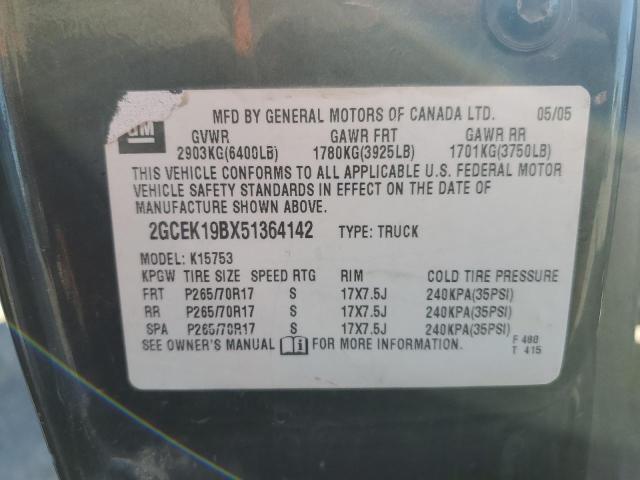 MFD BY GENERAL MOTORS OF CANADA LTD. 05/05
GM
GVWR GAWR FRT GAWR RR
2903KG(6400LB) 1780KG(3925LB) 1701KG(3750LB)
THIS VEHICLE CONFORMS TO ALL APPLICABLE U.S. FEDERAL MOTOR
VEHICLE SAFETY STANDARDS IN EFFECT ON THE DATE OF
MANUFACTURE SHOWN ABOVE.
2GCEK19BX51364142 TYPE: TRUCK
MODEL: K15753
KPGW TIRE SIZE SPEED RTG RIM COLD TIRE PRESSURE
FRT P265/70R17 S 17X7.5J 240KPA(35PSI)
RR P265/70R17 S 17X7.5J 240KPA(35PSI)
SPA P265/70R17 S 17X7.5J 240KPA(35PSI)
SEE OWNER'S MANUAL FOR MORE INFORMATION. F 480
T 415